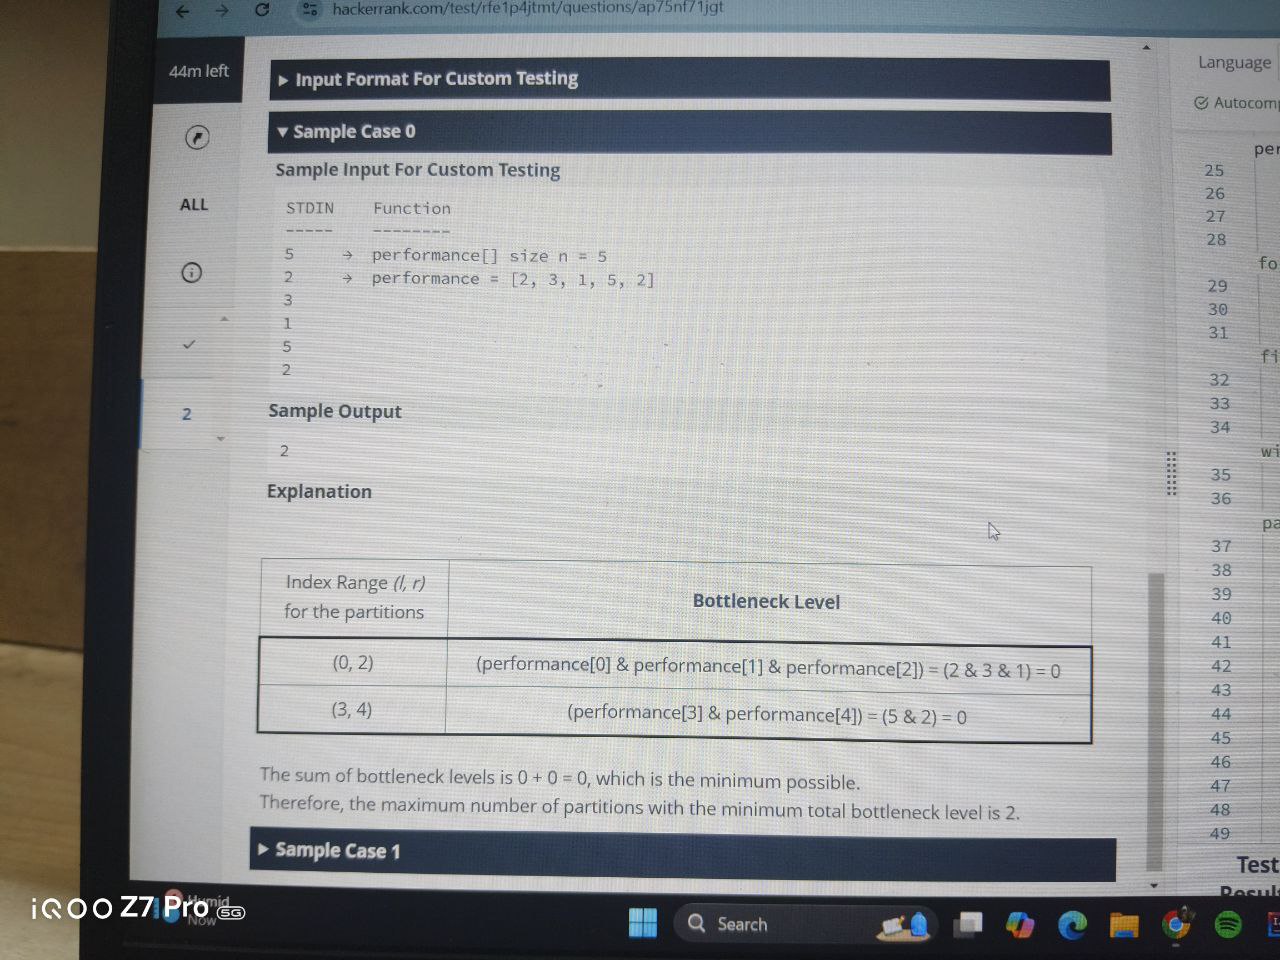 hackerrank.com/test/rfe1p4jtmt/questions/ap75nf71jgt
44m left
Language
Autocom
▶ Input Format For Custom Testing
▼ Sample Case 0
Sample Input For Custom Testing
STDIN Function
----- --------
5 → performance[] size n = 5
2 → performance = [2, 3, 1, 5, 2]
3
1
5
2
Sample Output
2
Explanation
Index Range (l, r)
for the partitions
Bottleneck Level
(0, 2) (performance[0] & performance[1] & performance[2]) = (2 & 3 & 1) = 0
(3, 4) (performance[3] & performance[4]) = (5 & 2) = 0
The sum of bottleneck levels is 0 + 0 = 0, which is the minimum possible.
Therefore, the maximum number of partitions with the minimum total bottleneck level is 2.
▶ Sample Case 1
ALL
2
per
25
26
27
28
fo
29
30
31
fi
32
33
34
wi
35
36
pa
37
38
39
40
41
42
43
44
45
46
47
48
49
Test
Resul
Humid
Now
Search
iQOO Z7 Pro 5G